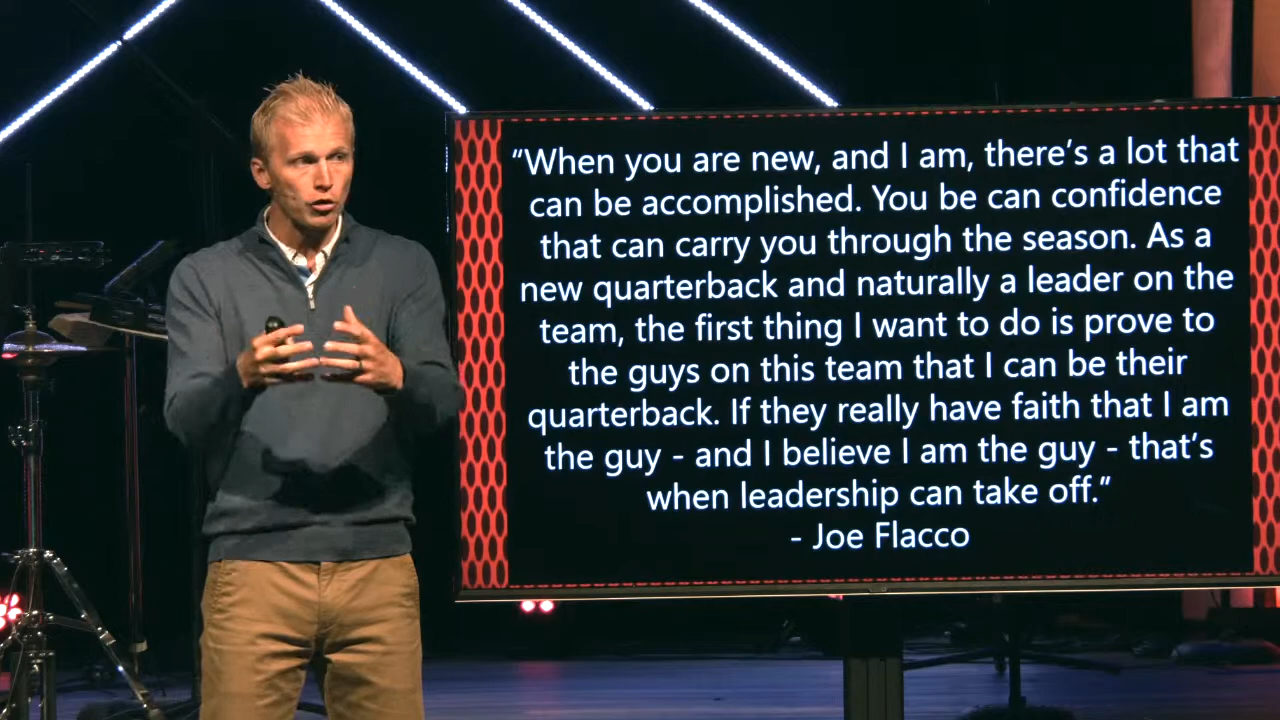 “When you are new, and I am, there’s a lot that
can be accomplished. You be can confidence
that can carry you through the season. As a
new quarterback and naturally a leader on the
team, the first thing I want to do is prove to
the guys on this team that I can be their
quarterback. If they really have faith that I am
the guy - and I believe I am the guy - that’s
when leadership can take off.”
- Joe Flacco